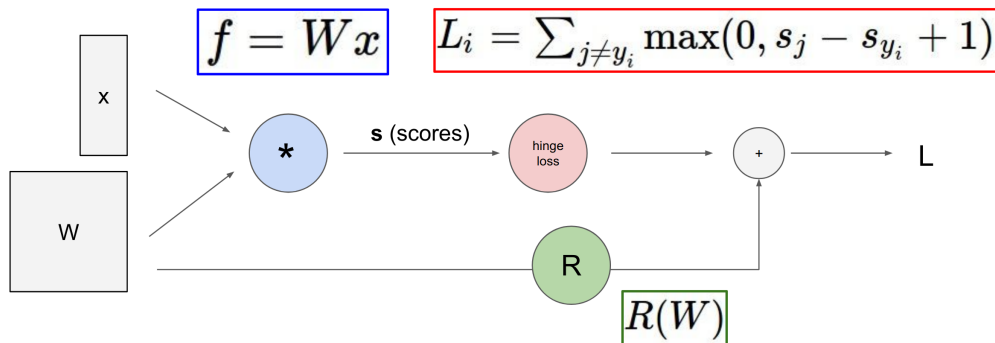 f = Wx
L_i = \sum_{j \neq y_i} \max(0, s_j - s_{y_i} + 1)
x
*
s (scores)
hinge
loss
+
L
W
R
R(W)